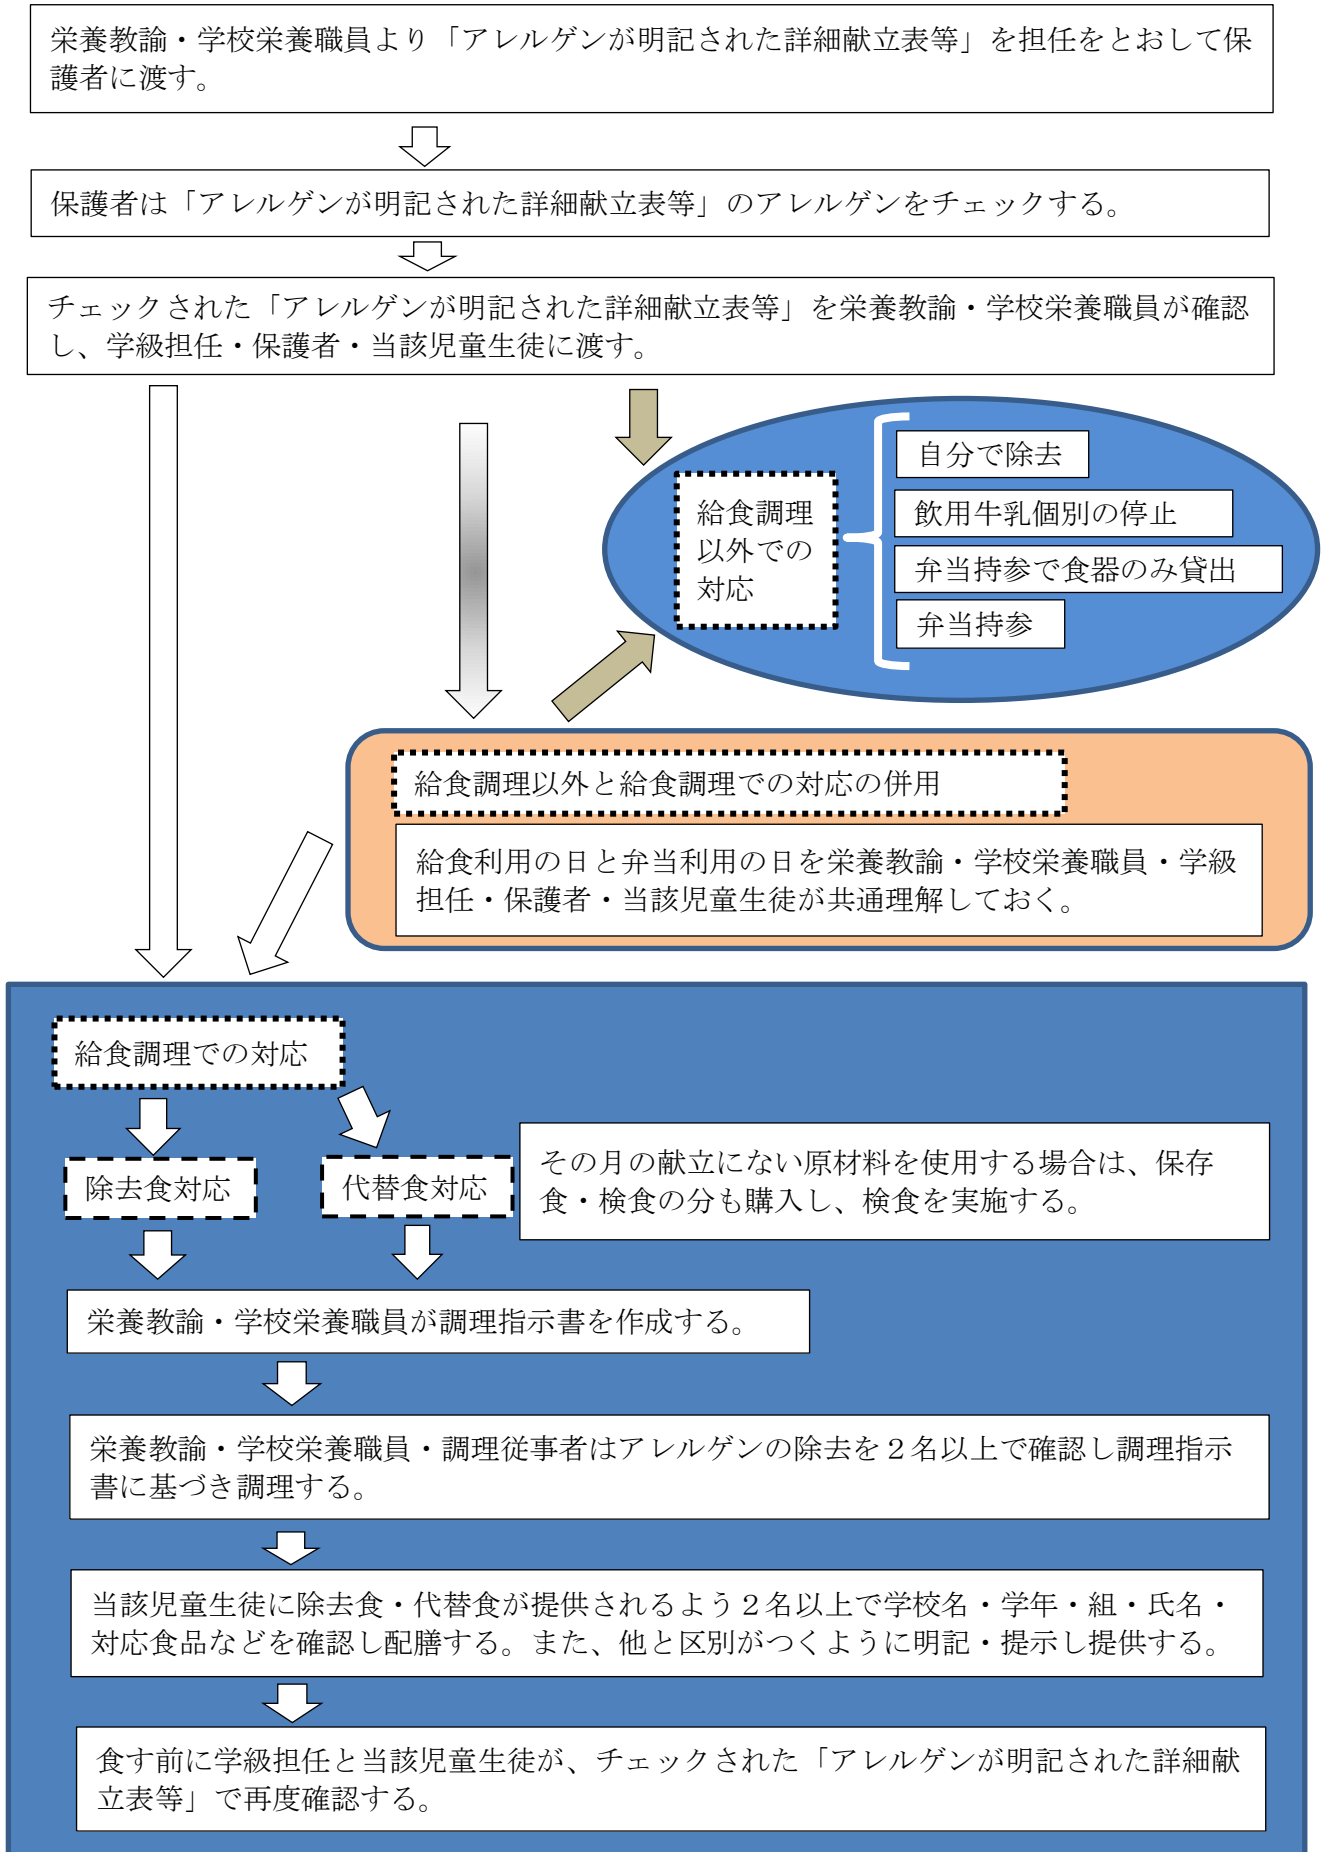 栄養教諭・学校栄養職員より「アレルゲンが明記された詳細献立表等」を担任をとおして保
護者に渡す。
保護者は「アレルゲンが明記された詳細献立表等」のアレルゲンをチェックする。
チェックされた「アレルゲンが明記された詳細献立表等」を栄養教諭・学校栄養職員が確認
し、学級担任・保護者・当該児童生徒に渡す。
給食調理
以外での
対応
自分で除去
飲用牛乳個別の停止
弁当持参で食器のみ貸出
弁当持参
給食調理以外と給食調理での対応の併用
給食利用の日と弁当利用の日を栄養教諭・学校栄養職員・学級
担任・保護者・当該児童生徒が共通理解しておく。
給食調理での対応
除去食対応
代替食対応
その月の献立にない原材料を使用する場合は、保存
食・検食の分も購入し、検食を実施する。
栄養教諭・学校栄養職員が調理指示書を作成する。
栄養教諭・学校栄養職員・調理従事者はアレルゲンの除去を２名以上で確認し調理指示
書に基づき調理する。
当該児童生徒に除去食・代替食が提供されるよう２名以上で学校名・学年・組・氏名・
対応食品などを確認し配膳する。また、他と区別がつくように明記・提示し提供する。
食す前に学級担任と当該児童生徒が、チェックされた「アレルゲンが明記された詳細献
立表等」で再度確認する。